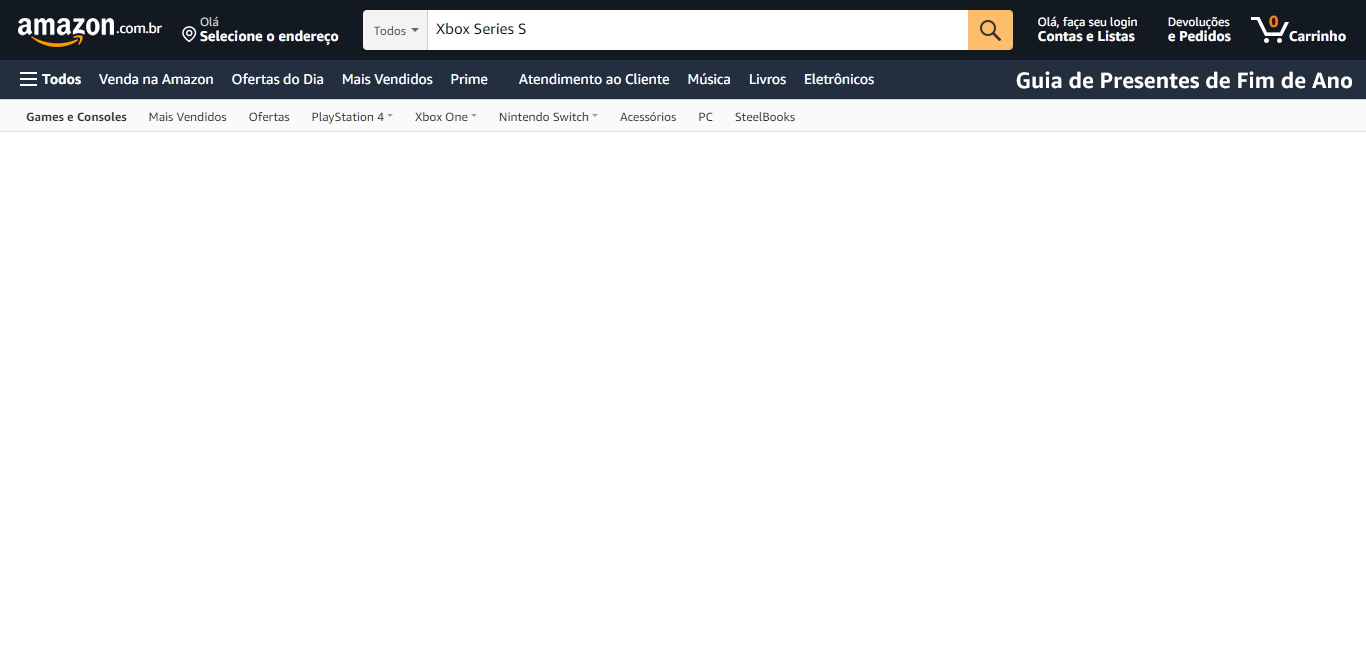 amazon.com.br
Olá
Selecione o endereço
Todos
Xbox Series S
Olá, faça seu login
Contas e Listas
Devoluções
e Pedidos
0
Carrinho
Todos Venda na Amazon Ofertas do Dia Mais Vendidos Prime Atendimento ao Cliente Música Livros Eletrônicos Guia de Presentes de Fim de Ano
Games e Consoles Mais Vendidos Ofertas PlayStation 4 Xbox One Nintendo Switch Acessórios PC SteelBooks